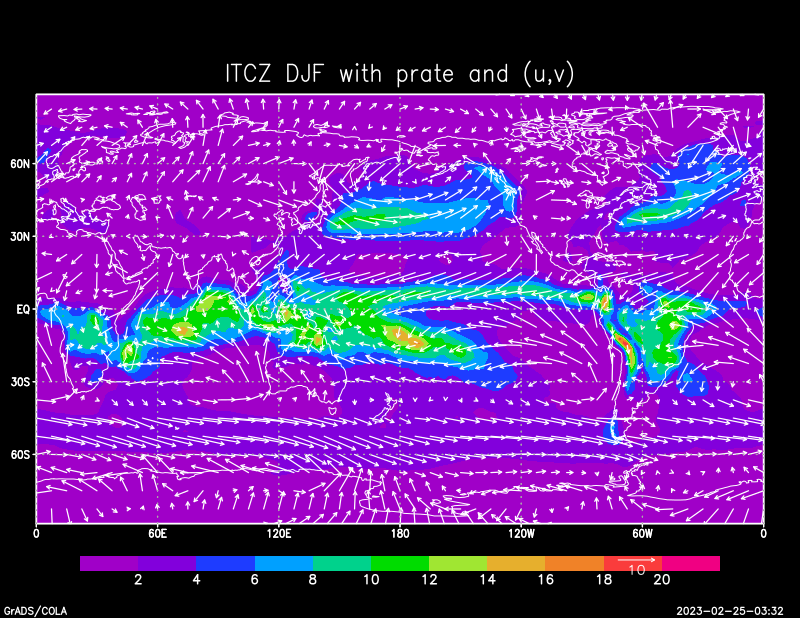 ITCZ DJF with prate and (u,v)
60N
30N
EQ
30S
60S
0 60E 120E 180 120W 60W 0
10
2 4 6 8 10 12 14 16 18 20
GrADS/COLA 2023-02-25-03:32